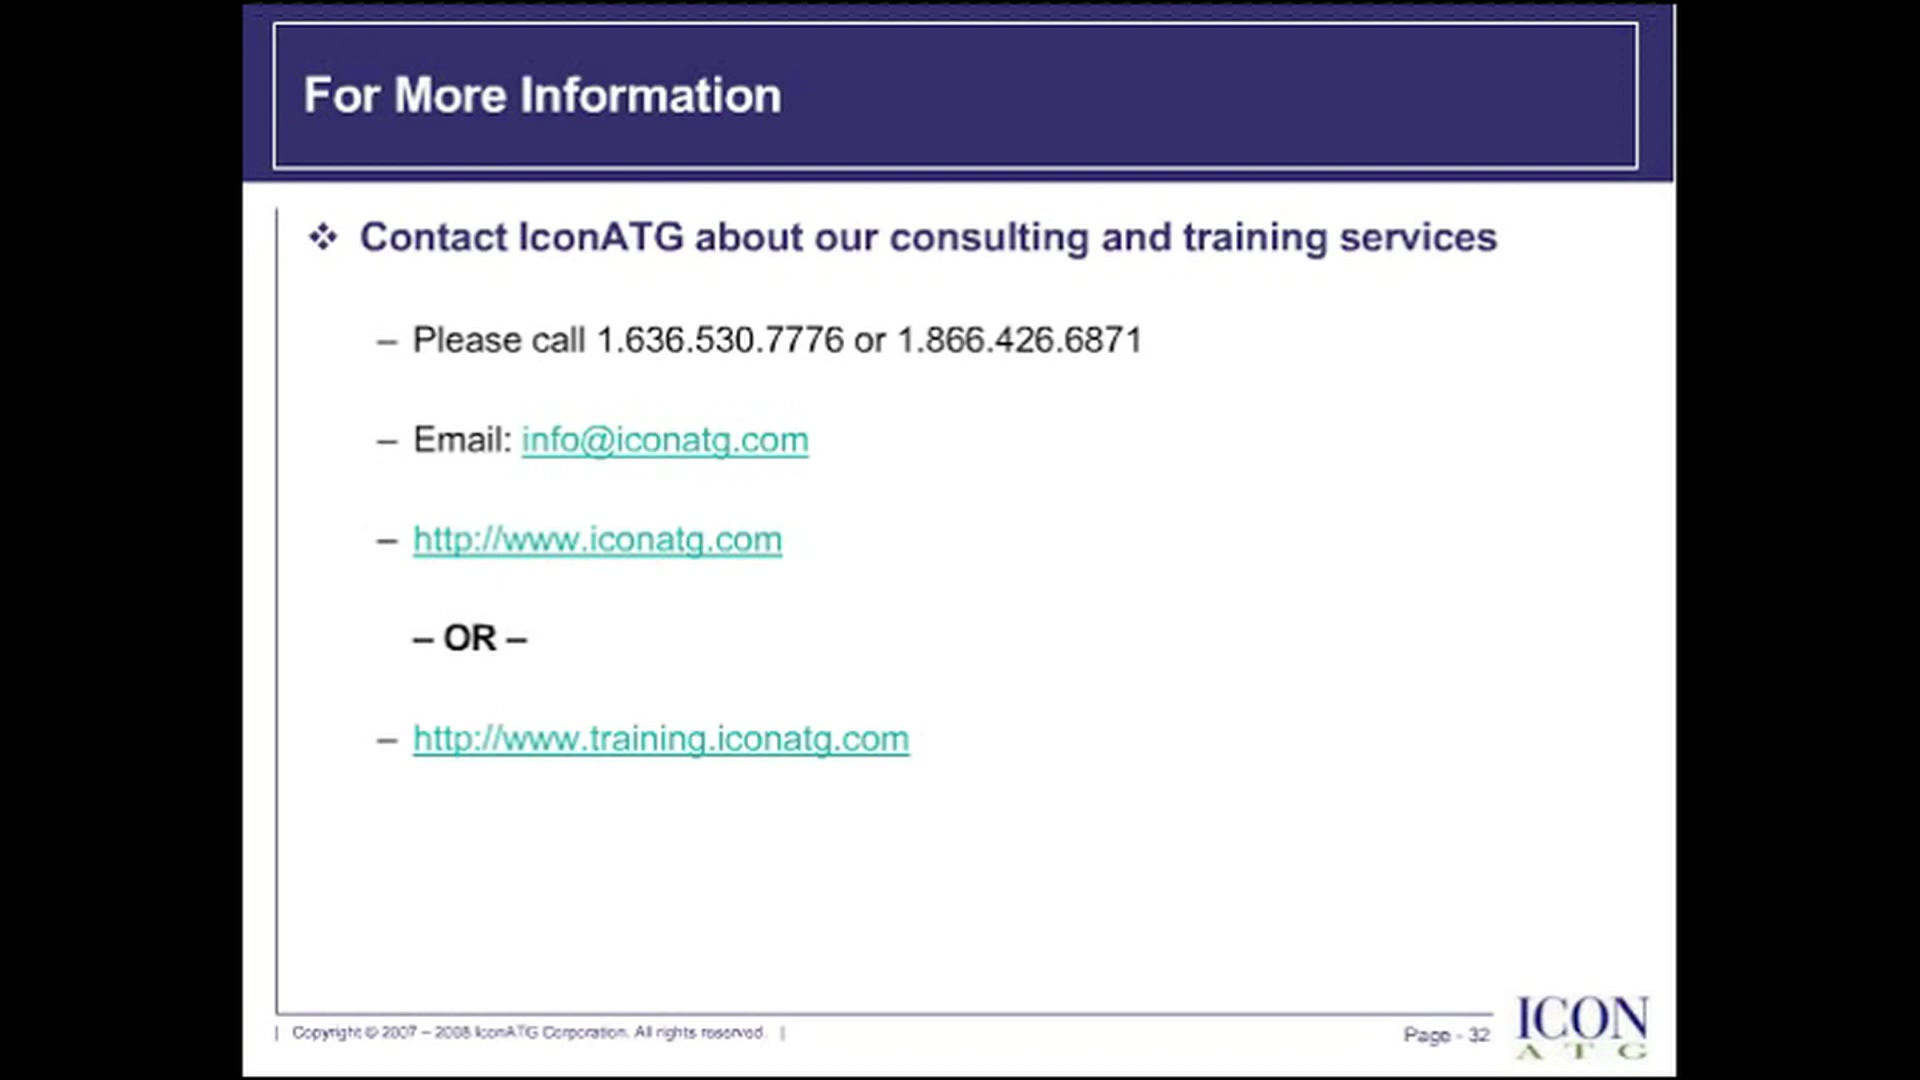 For More Information
❖ Contact IconATG about our consulting and training services
– Please call 1.636.530.7776 or 1.866.426.6871
– Email: info@iconatg.com
– http://www.iconatg.com
– OR –
– http://www.training.iconatg.com
| Copyright © 2007 – 2008 IconATG Corporation. All rights reserved. |
Page - 32
ICON
ATG